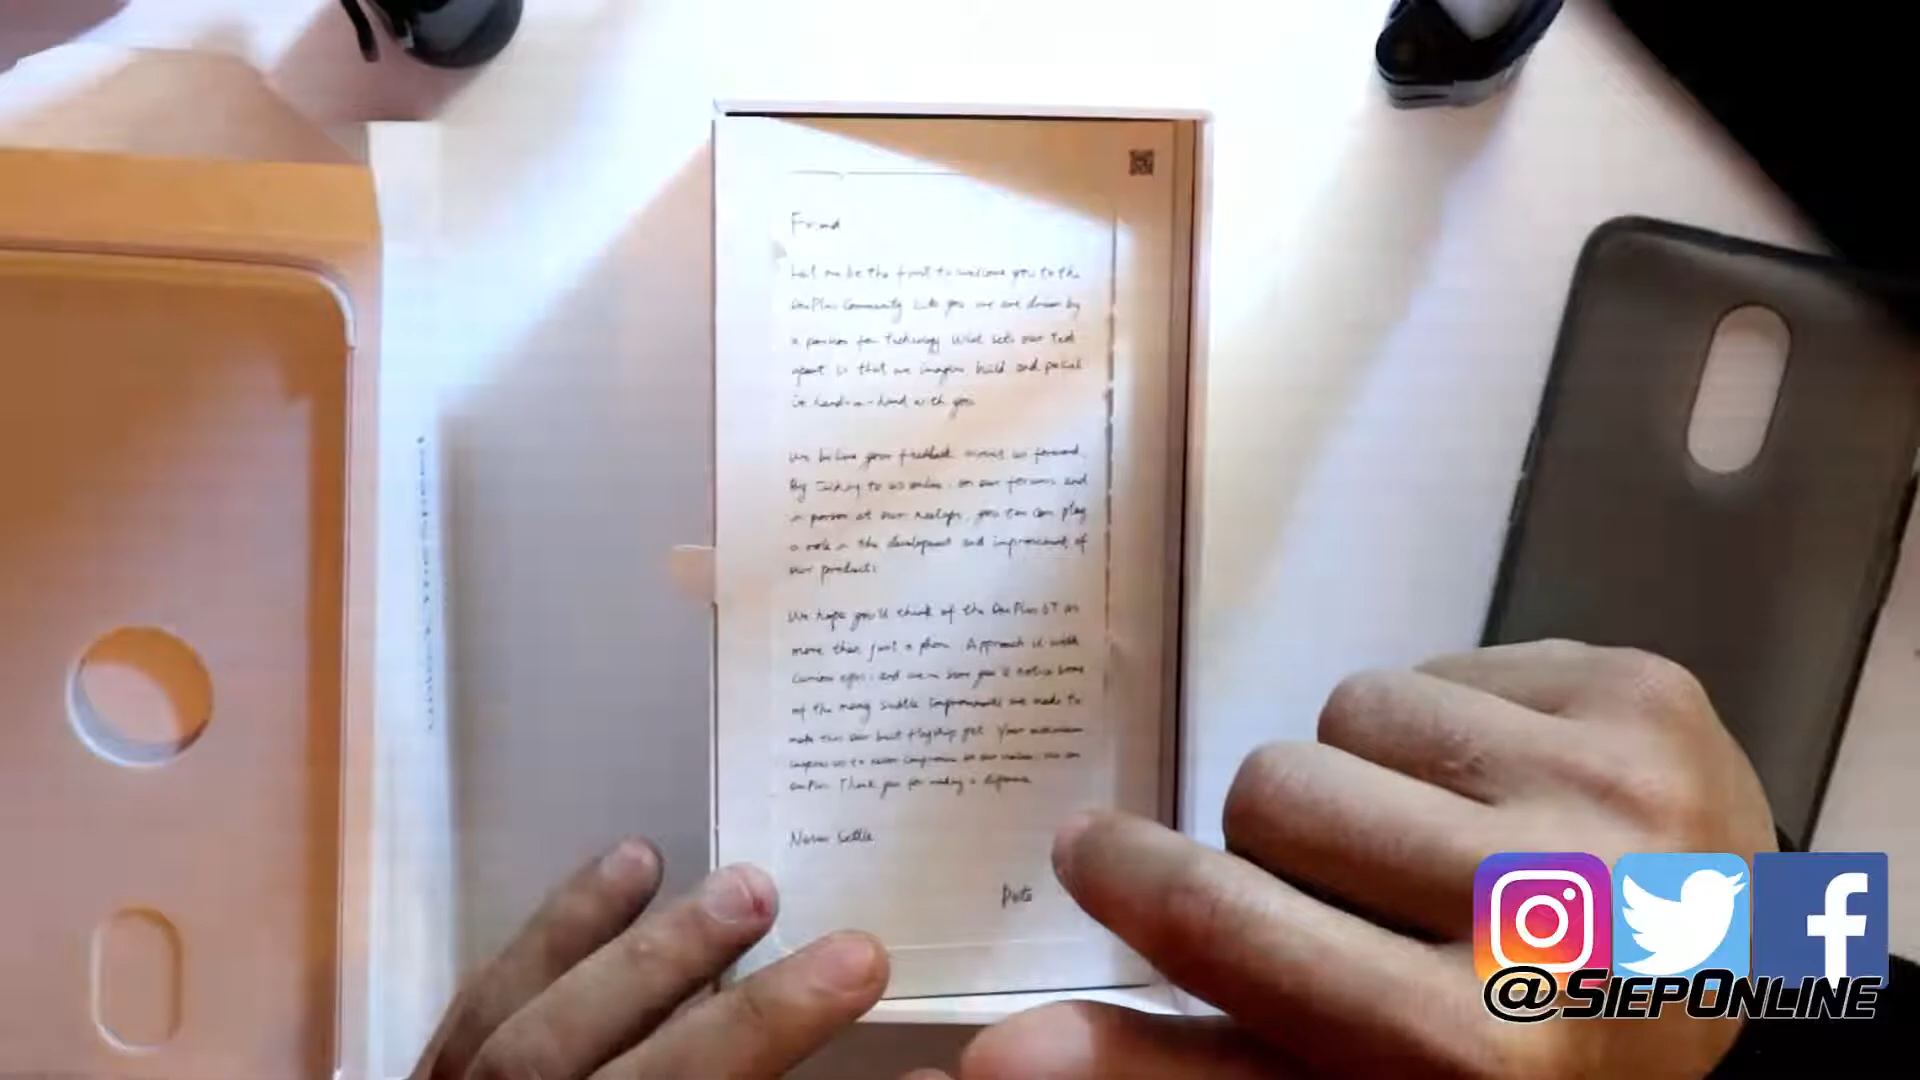 Friend
Let me be the first to welcome you to the
OnePlus Community. Like you, we are driven by
a passion for Technology. What sets our Tech
apart is that we imagine, build and polish
it hand-in-hand with you.
We believe your feedback moves us forward.
By Talking to us online, on our forums and
in person at our meetups, you too can play
a role in the development and improvement of
our products.
We hope you'll think of the OnePlus 6T as
more than just a phone. Approach it with
curious eyes, and we're sure you'll notice some
of the many subtle improvements we made to
make this our best flagship yet. Your
inspires us to never compromise
OnePlus. Thank you for making a difference.
Never Settle
Pete
@SiepOnline